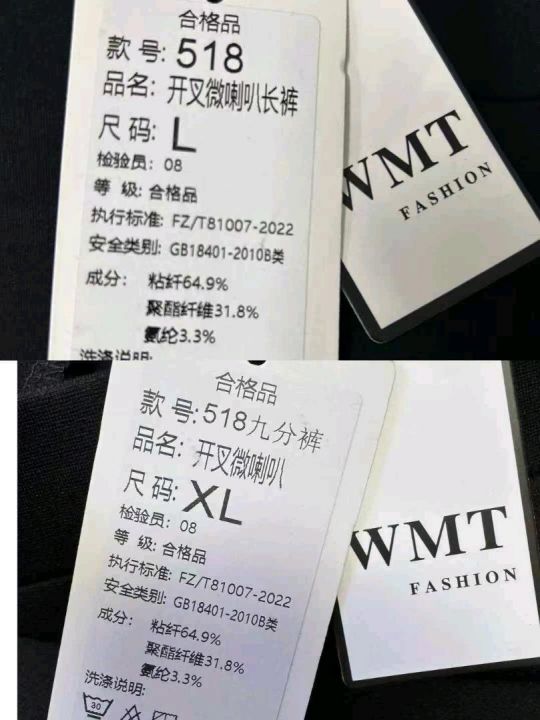 合格品
款号:518
品名:开叉微喇叭长裤
尺码:L
检验员:08
等级:合格品
执行标准:FZ/T81007-2022
安全类别:GB18401-2010B类
成分:粘纤64.9%
聚酯纤维31.8%
氨纶3.3%
洗涤说明:
WMT
FASHION
合格品
款号:518九分裤
品名:开叉微喇叭
尺码:XL
检验员:08
等级:合格品
执行标准:FZ/T81007-2022
安全类别:GB18401-2010B类
成分:粘纤64.9%
聚酯纤维31.8%
氨纶3.3%
洗涤说明:
30
WMT
FASHION